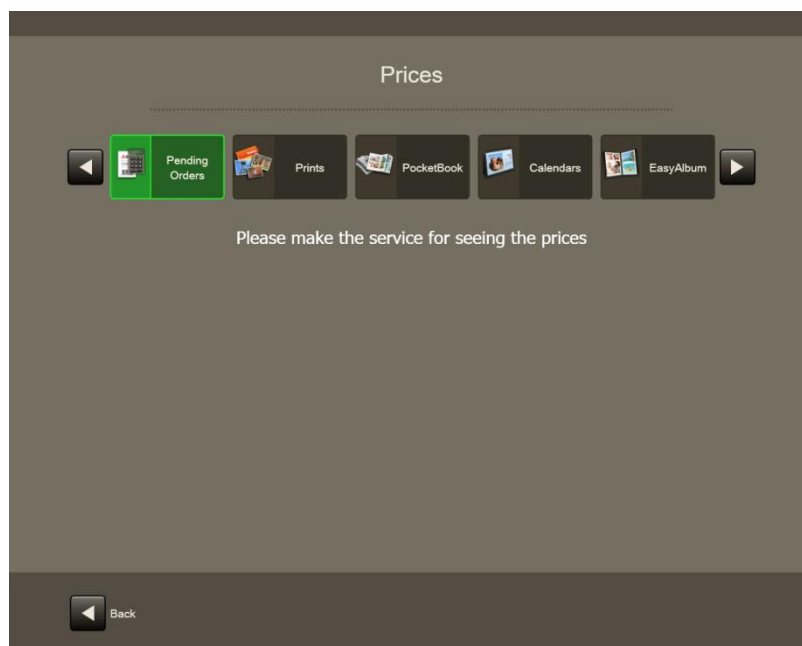 Prices
Pending
Orders
Prints
PocketBook
Calendars
EasyAlbum
Please make the service for seeing the prices
Back